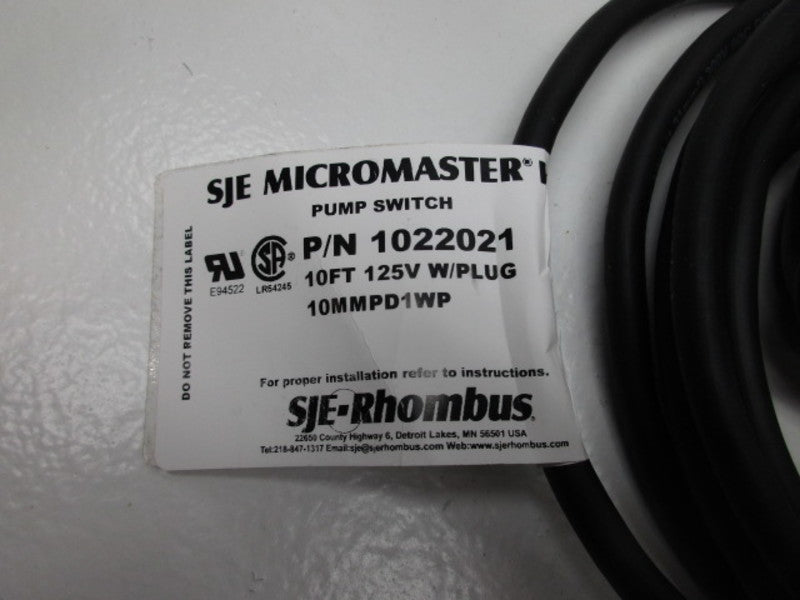 SJE MICROMASTER®
PUMP SWITCH
P/N 1022021
10FT 125V W/PLUG
10MMPD1WP
E94522
SA®
LR54245
DO NOT REMOVE THIS LABEL
For proper installation refer to instructions.
SJE-Rhombus®
22650 County Highway 6, Detroit Lakes, MN 56501 USA
Tel:218-847-1317 Email:sje@sjerhombus.com Web:www.sjerhombus.com